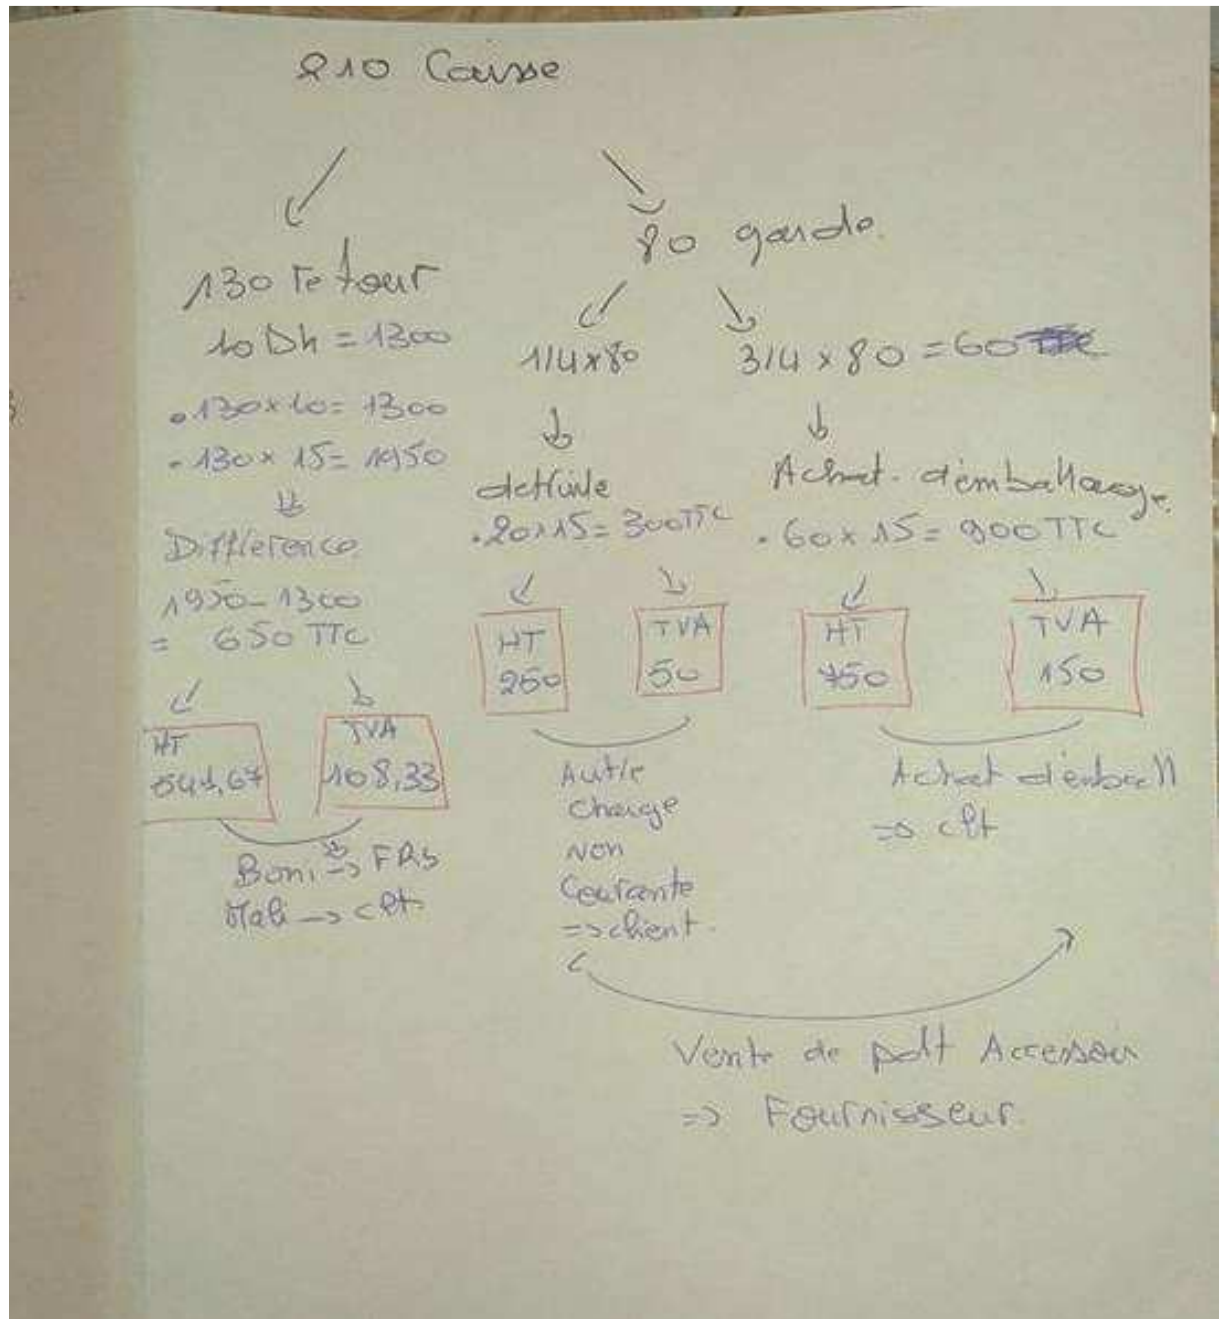 210 Caisse
130 retour
10 Dh = 1300
. 130 x 10 = 1300
- 130 x 15 = 1950
Difference
1950 - 1300
= 650 TTC
HT
541,67
TVA
108,33
Boni -> FRS
Mali -> clt
80 garde.
1/4 x 80
detruite
. 20 x 15 = 300 TTC
HT
250
TVA
50
Autre
charge
Non
Courante
=> client.
3/4 x 80 = 60
Achat d'emballage
. 60 x 15 = 900 TTC
HT
750
TVA
150
Achat d'emball
=> clt
Vente de pdt Accessoir
=> Fournisseur.